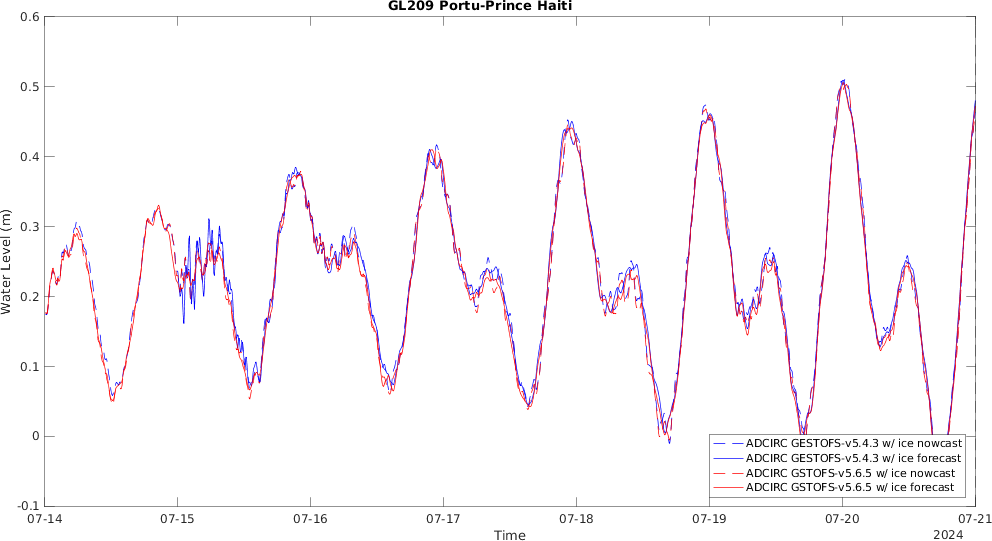 GL209 Portu-Prince Haiti
0.6
0.5
0.4
0.3
0.2
0.1
0
-0.1
Water Level (m)
ADCIRC GESTOFS-v5.4.3 w/ ice nowcast
ADCIRC GESTOFS-v5.4.3 w/ ice forecast
ADCIRC GSTOFS-v5.6.5 w/ ice nowcast
ADCIRC GSTOFS-v5.6.5 w/ ice forecast
07-14 07-15 07-16 07-17 07-18 07-19 07-20 07-21
Time
2024